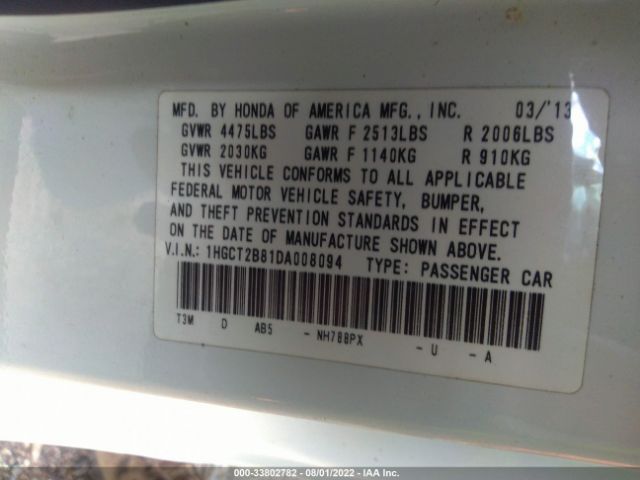 MFD. BY HONDA OF AMERICA MFG., INC. 03/'13
GVWR 4475LBS GAWR F 2513LBS R 2006LBS
GVWR 2030KG GAWR F 1140KG R 910KG
THIS VEHICLE CONFORMS TO ALL APPLICABLE
FEDERAL MOTOR VEHICLE SAFETY, BUMPER,
AND THEFT PREVENTION STANDARDS IN EFFECT
ON THE DATE OF MANUFACTURE SHOWN ABOVE.
V.I.N.: 1HGCT2B81DA008094 TYPE: PASSENGER CAR
T3M D AB5 - NH788PX - U - A
000-33802782 - 08/01/2022 - IAA Inc.